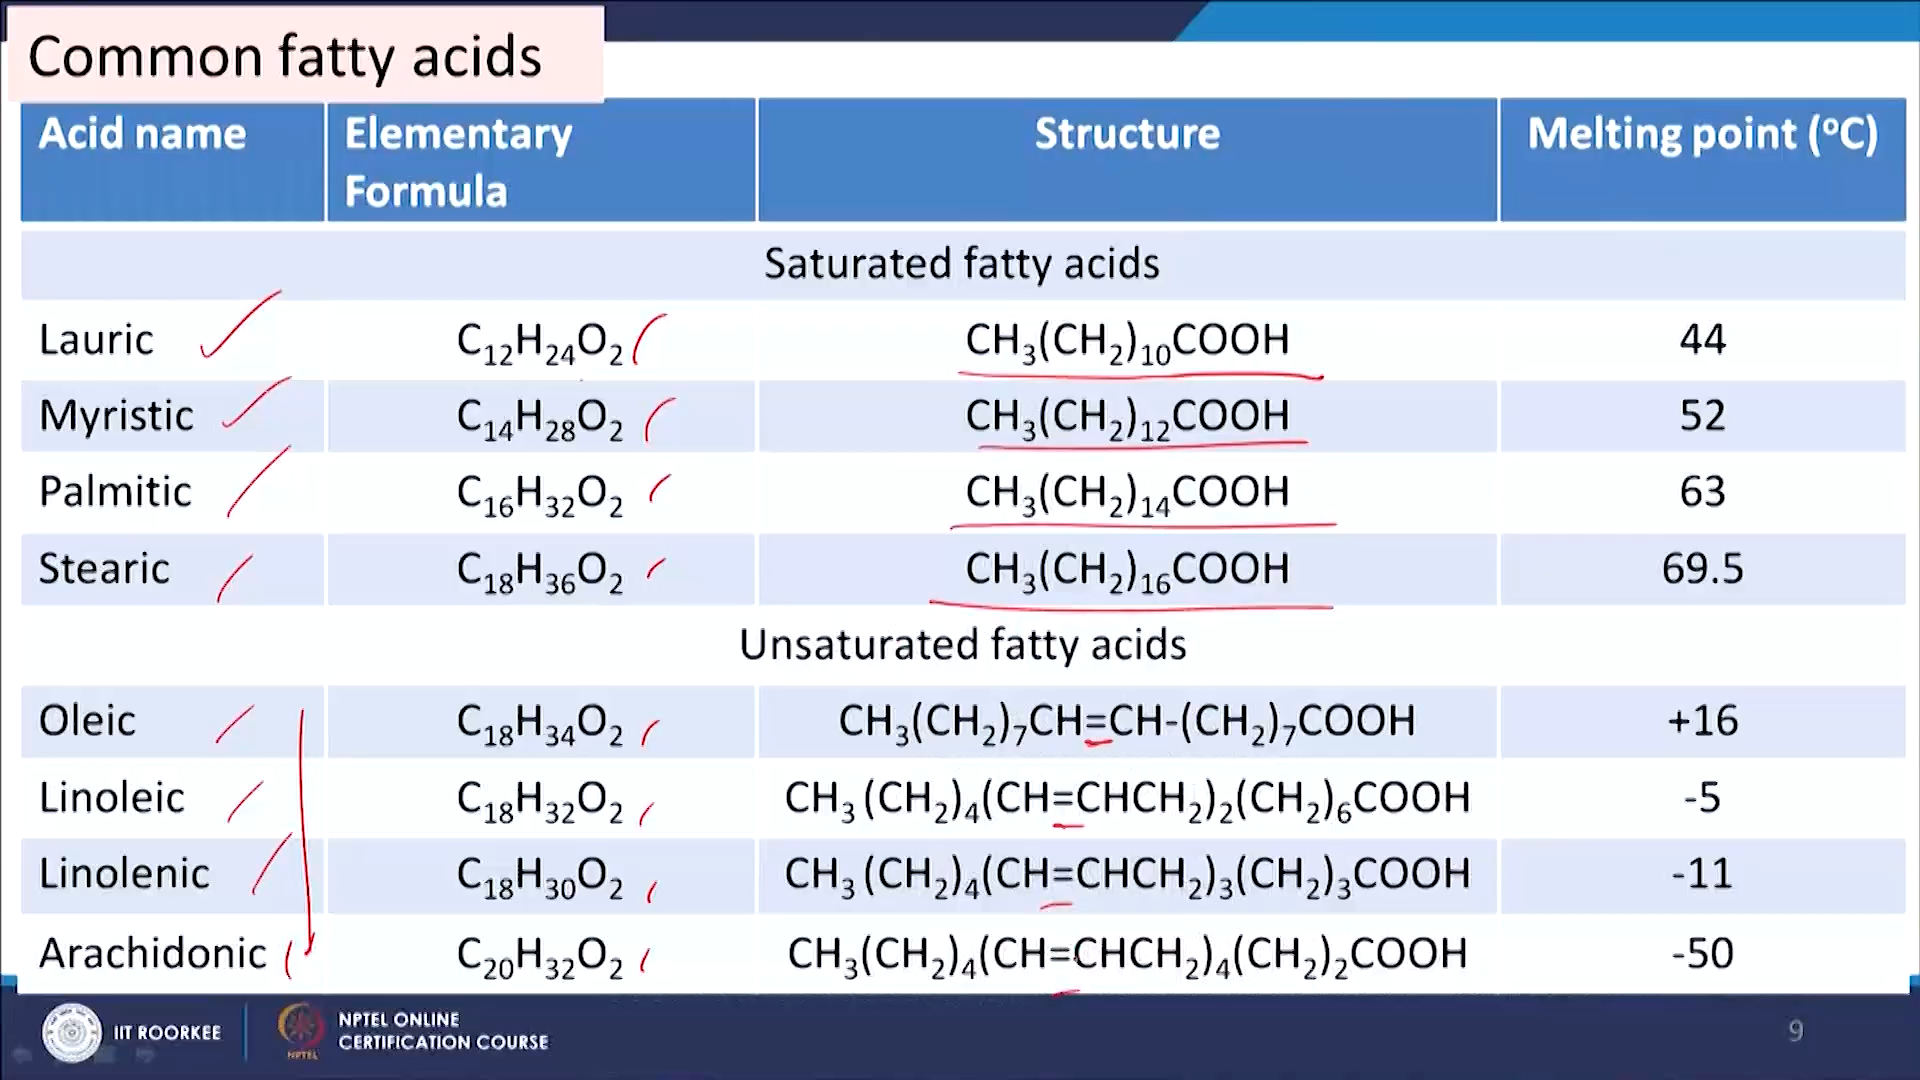 Common fatty acids
Acid name Elementary Formula Structure Melting point (°C)
Saturated fatty acids
Lauric C₁₂H₂₄O₂ CH₃(CH₂)₁₀COOH 44
Myristic C₁₄H₂₈O₂ CH₃(CH₂)₁₂COOH 52
Palmitic C₁₆H₃₂O₂ CH₃(CH₂)₁₄COOH 63
Stearic C₁₈H₃₆O₂ CH₃(CH₂)₁₆COOH 69.5
Unsaturated fatty acids
Oleic C₁₈H₃₄O₂ CH₃(CH₂)₇CH=CH-(CH₂)₇COOH +16
Linoleic C₁₈H₃₂O₂ CH₃(CH₂)₄(CH=CHCH₂)₂(CH₂)₆COOH -5
Linolenic C₁₈H₃₀O₂ CH₃(CH₂)₄(CH=CHCH₂)₃(CH₂)₃COOH -11
Arachidonic C₂₀H₃₂O₂ CH₃(CH₂)₄(CH=CHCH₂)₄(CH₂)₂COOH -50
IIT ROORKEE
NPTEL
NPTEL ONLINE
CERTIFICATION COURSE
9